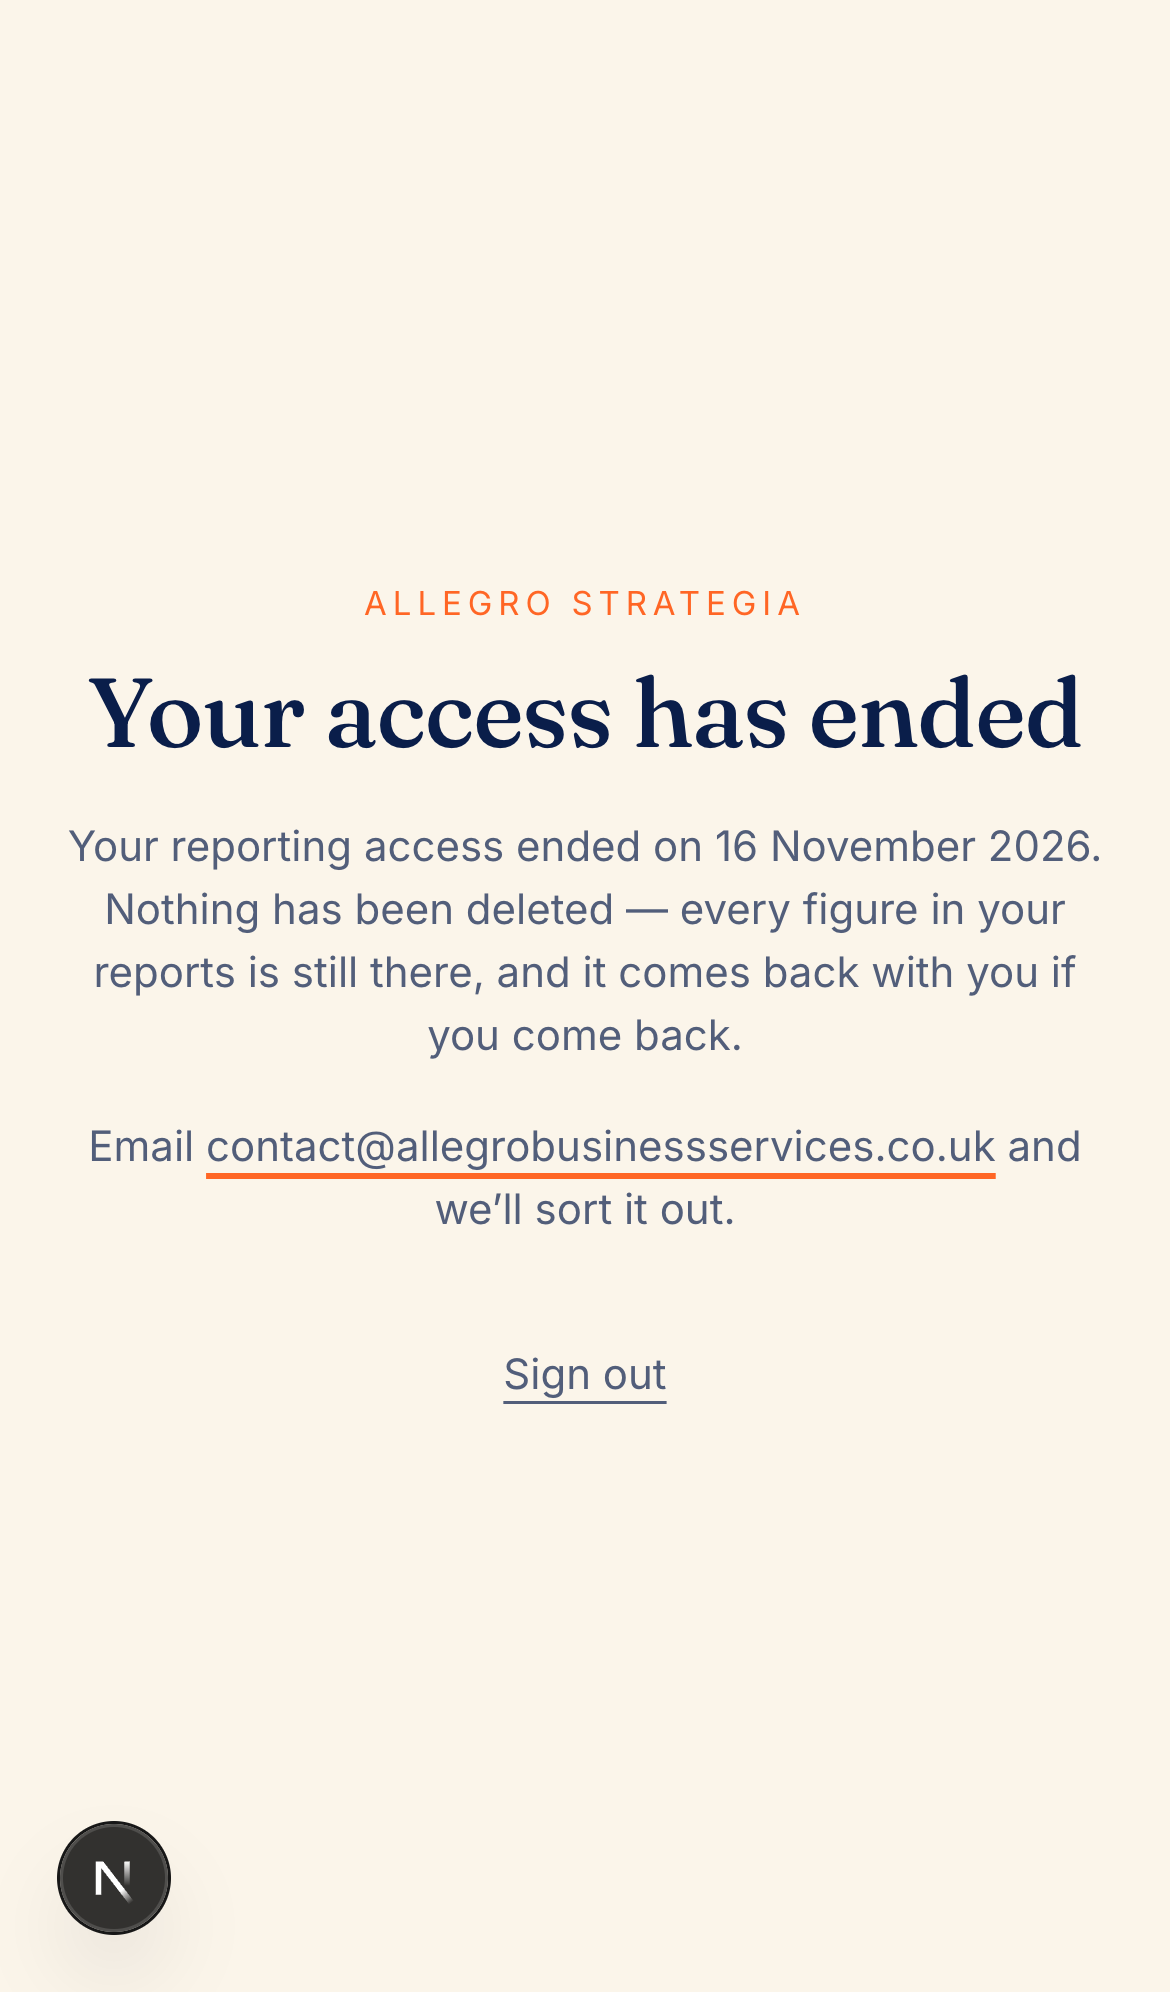 ALLEGRO STRATEGIA
Your access has ended
Your reporting access ended on 16 November 2026.
Nothing has been deleted — every figure in your
reports is still there, and it comes back with you if
you come back.
Email contact@allegrobusinessservices.co.uk and
we’ll sort it out.
Sign out
N